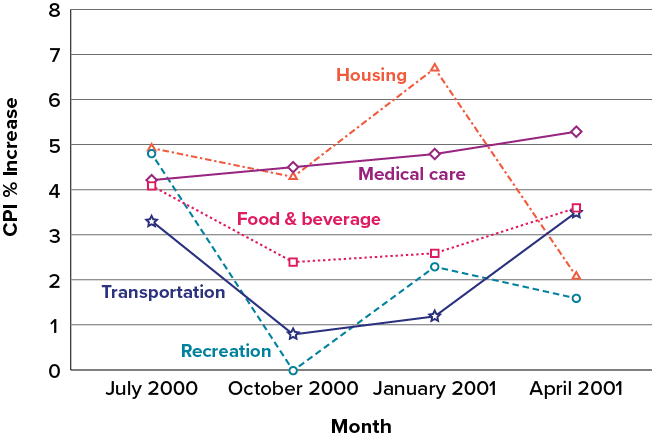 8
7
6
5
4
3
2
1
0
CPI % Increase
Housing
Medical care
Food & beverage
Transportation
Recreation
July 2000 October 2000 January 2001 April 2001
Month